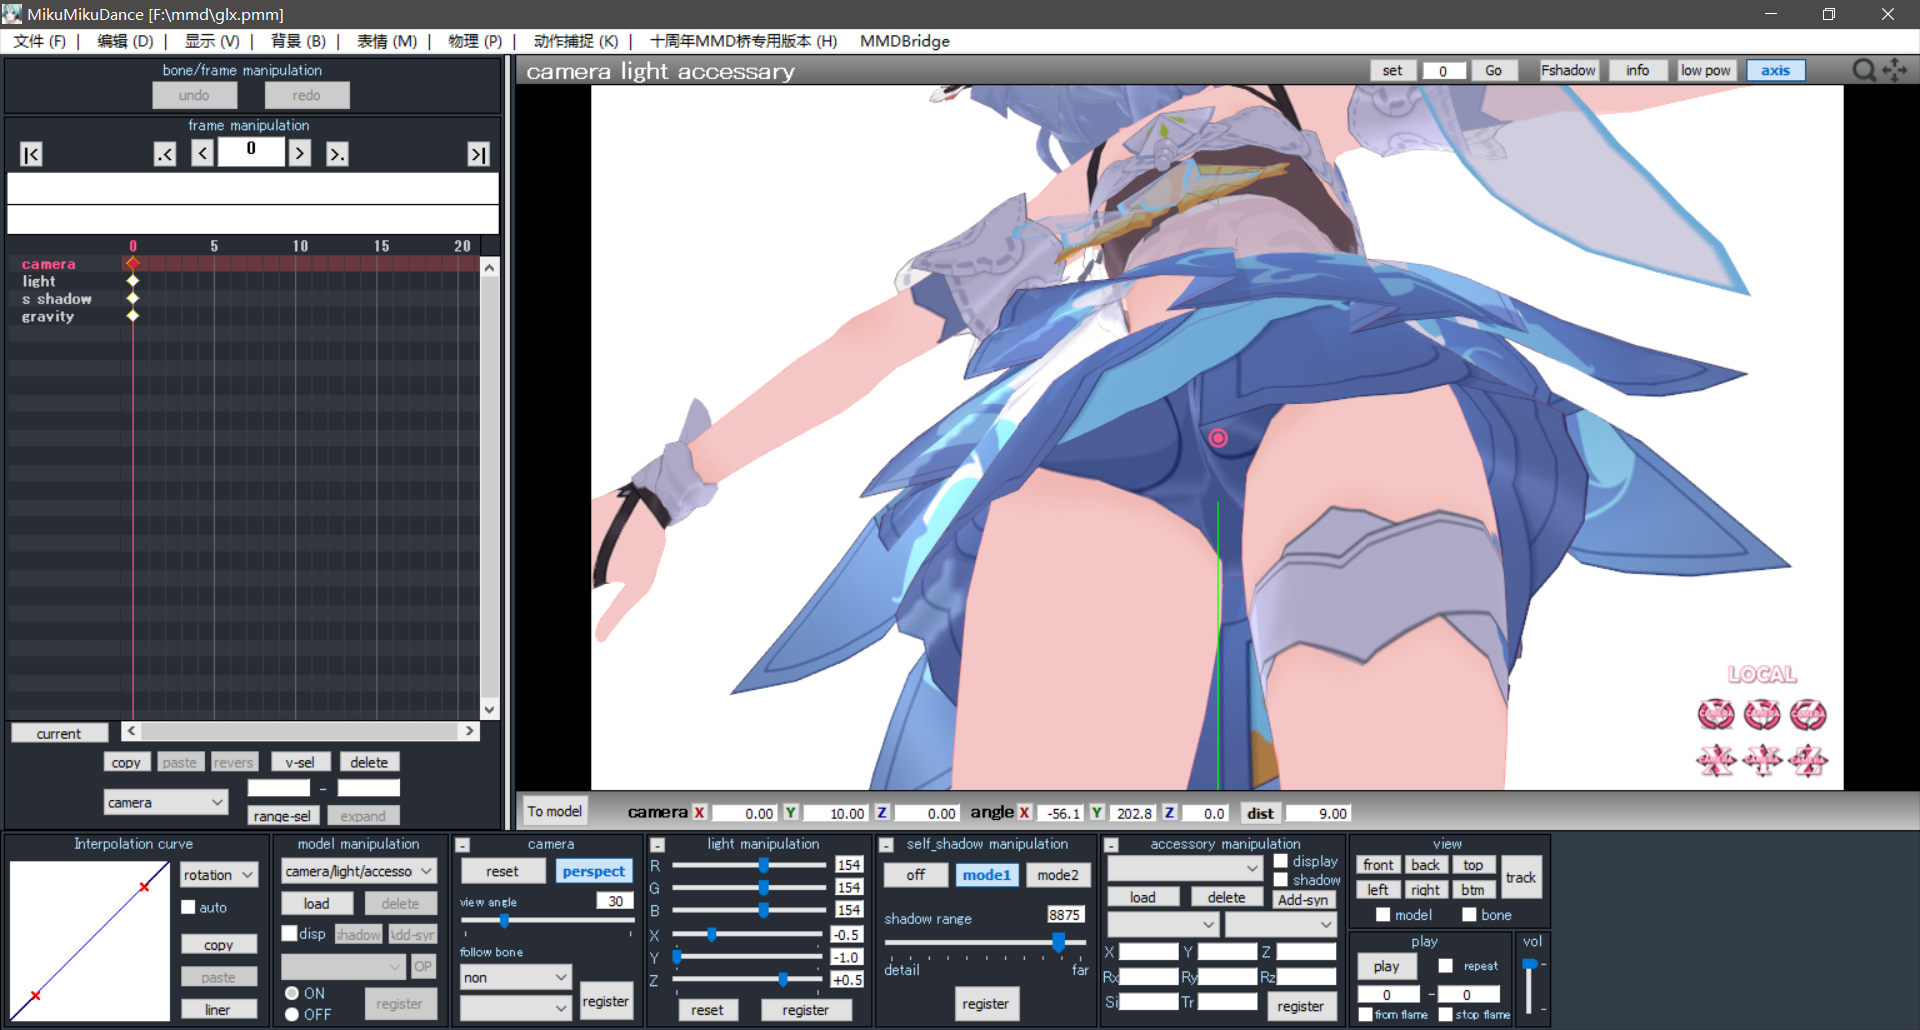 MikuMikuDance [F:\mmd\glx.pmm]
文件 (F) | 编辑 (D) | 显示 (V) | 背景 (B) | 表情 (M) | 物理 (P) | 动作捕捉 (K) | 十周年MMD桥专用版本 (H) MMDBridge
bone/frame manipulation
undo redo
frame manipulation
|< .< < 0 > >. >|
0 5 10 15 20
camera
light
s shadow
gravity
current < >
copy paste revers v-sel delete
camera -
range-sel expand
camera light accessary set 0 Go Fshadow info low pow axis
LOCAL
CAMERA CAMERA CAMERA
X Y Z
To model camera X 0.00 Y 10.00 Z 0.00 angle X -56.1 Y 202.8 Z 0.0 dist 9.00
Interpolation curve
rotation
auto
copy
paste
liner
model manipulation
camera/light/accesso
load delete
disp shadow Add-syn
OP
ON
OFF
register
- camera
reset perspect
view angle 30
follow bone
non
register
- light manipulation
R 154
G 154
B 154
X -0.5
Y -1.0
Z +0.5
reset register
- self_shadow manipulation
off mode1 mode2
shadow range 8875
detail far
register
- accessory manipulation
display
shadow
load delete Add-syn
X Y Z
Rx Ry Rz
Si Tr register
view
front back top
left right btm
track
model bone
play
play repeat
0 - 0
from flame stop flame
vol